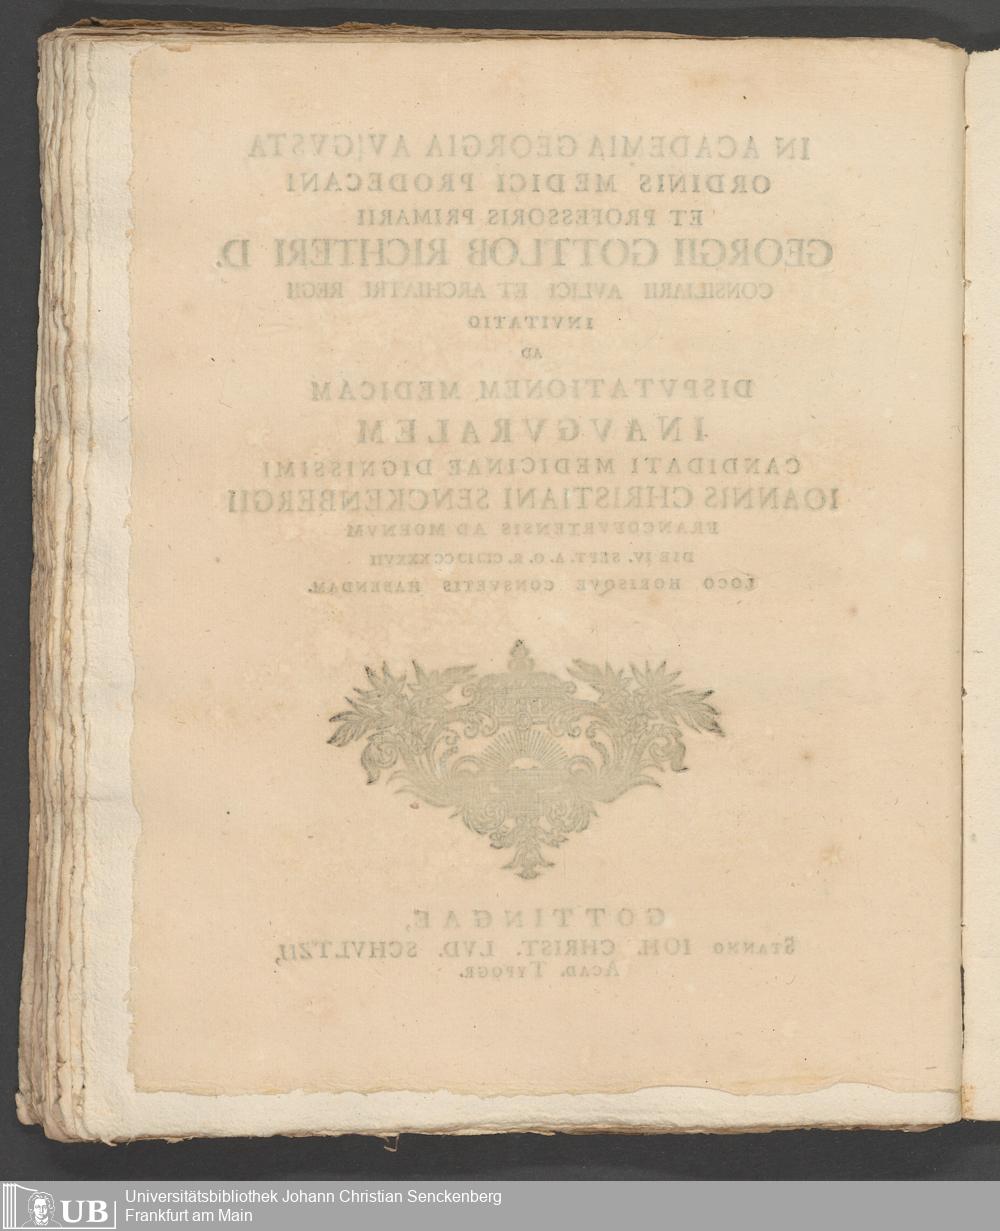 IN ACADEMIA GEORGIA AVGVSTA
ORDINIS MEDICI PRODECANI
ET PROFESSORIS PRIMARII
GEORGII GOTTLOB RICHTERI D.
CONSILIARII AVLICI ET ARCHIATRI REGII
INVITATIO
AD
DISPVTATIONEM MEDICAM
INAVGVRALEM
CANDIDATI MEDICINAE DIGNISSIMI
IOANNIS CHRISTIANI SENCKENBERGII
FRANCOFVRTENSIS AD MOENVM
DIE IV. SEPT. A. O. R. CIƆIƆCCXXXVII
LOCO HORISQVE CONSVETIS HABENDAM.
GOTTINGAE,
STANNO IOH. CHRIST. LVD. SCHVLTZII,
ACAD. TYPOGR.
UB
Universitätsbibliothek Johann Christian Senckenberg
Frankfurt am Main